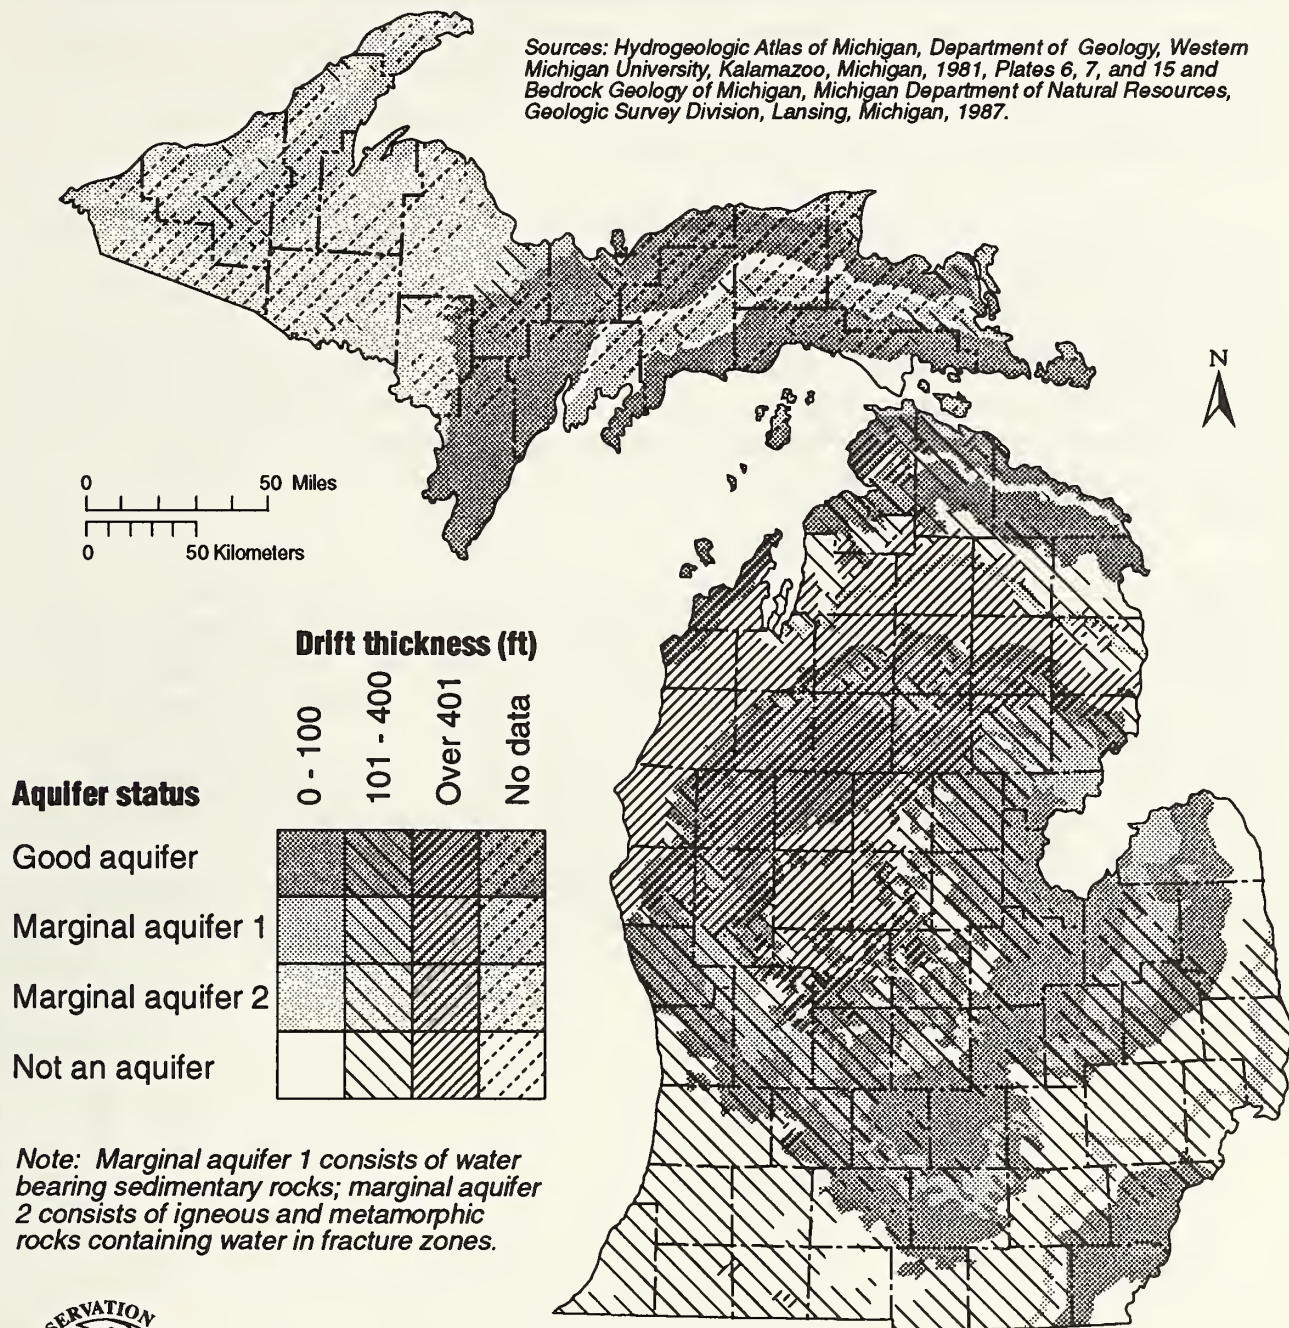 Sources: Hydrogeologic Atlas of Michigan, Department of Geology, Western
Michigan University, Kalamazoo, Michigan, 1981, Plates 6, 7, and 15 and
Bedrock Geology of Michigan, Michigan Department of Natural Resources,
Geologic Survey Division, Lansing, Michigan, 1987.
N
0 50 Miles
0 50 Kilometers
Drift thickness (ft)
0 - 100
101 - 400
Over 401
No data
Aquifer status
Good aquifer
Marginal aquifer 1
Marginal aquifer 2
Not an aquifer
Note: Marginal aquifer 1 consists of water
bearing sedimentary rocks; marginal aquifer
2 consists of igneous and metamorphic
rocks containing water in fracture zones.